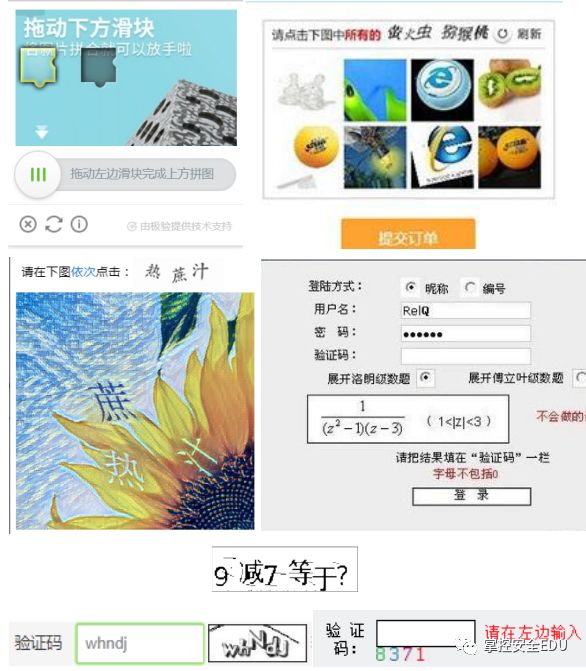 拖动下方滑块
将图片拼合就可以放手啦
拖动左边滑块完成上方拼图
由极验提供技术支持
请点击下图中所有的 萤火虫 猕猴桃 刷新
提交订单
请在下图依次点击： 热 蔗 汁
蔗
热 汁
登陆方式： 昵称 编号
用户名： RelQ
密 码： ●●●●●●
验证码：
展开洛朗级数题 展开傅立叶级数题
1
(z²−1)(z−3) ( 1<|z|<3 )
不会做的
请把结果填在“验证码”一栏
字母不包括0
登 录
9 减 7 等于?
验证码 whndj whNdJ
验 证 码： 请在左边输入
8371
掌控安全EDU